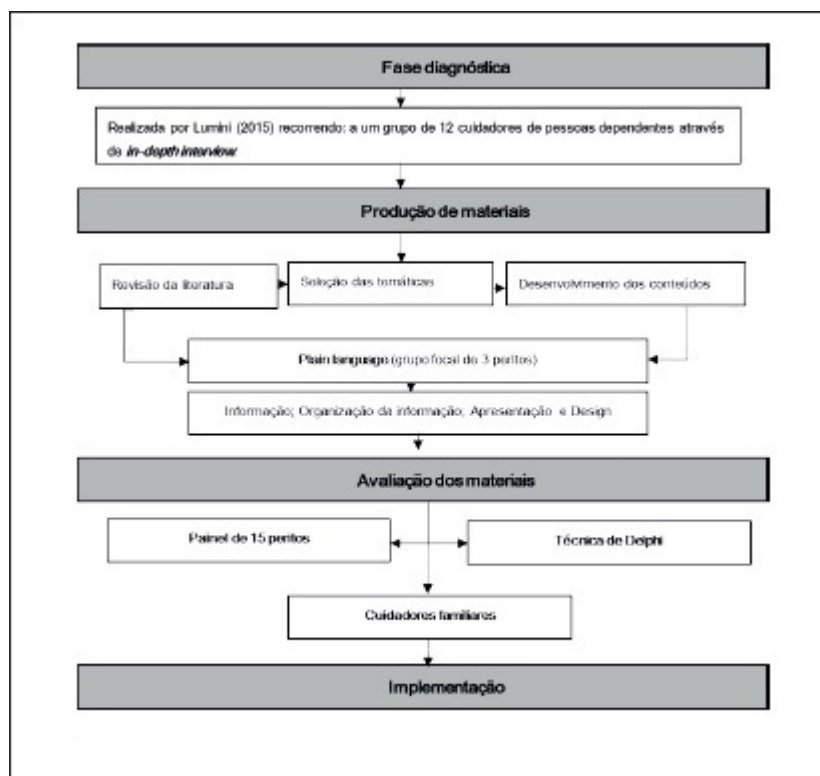 Fase diagnóstica
Realizada por Lumini (2015) recorrendo: a um grupo de 12 cuidadores de pessoas dependentes através
de in-depth interview
Produção de materiais
Revisão da literatura
Seleção das temáticas
Desenvolvimento dos conteúdos
Plain language (grupo focal de 3 peritos)
Informação; Organização da informação; Apresentação e Design
Avaliação dos materiais
Painel de 15 peritos
Técnica de Delphi
Cuidadores familiares
Implementação